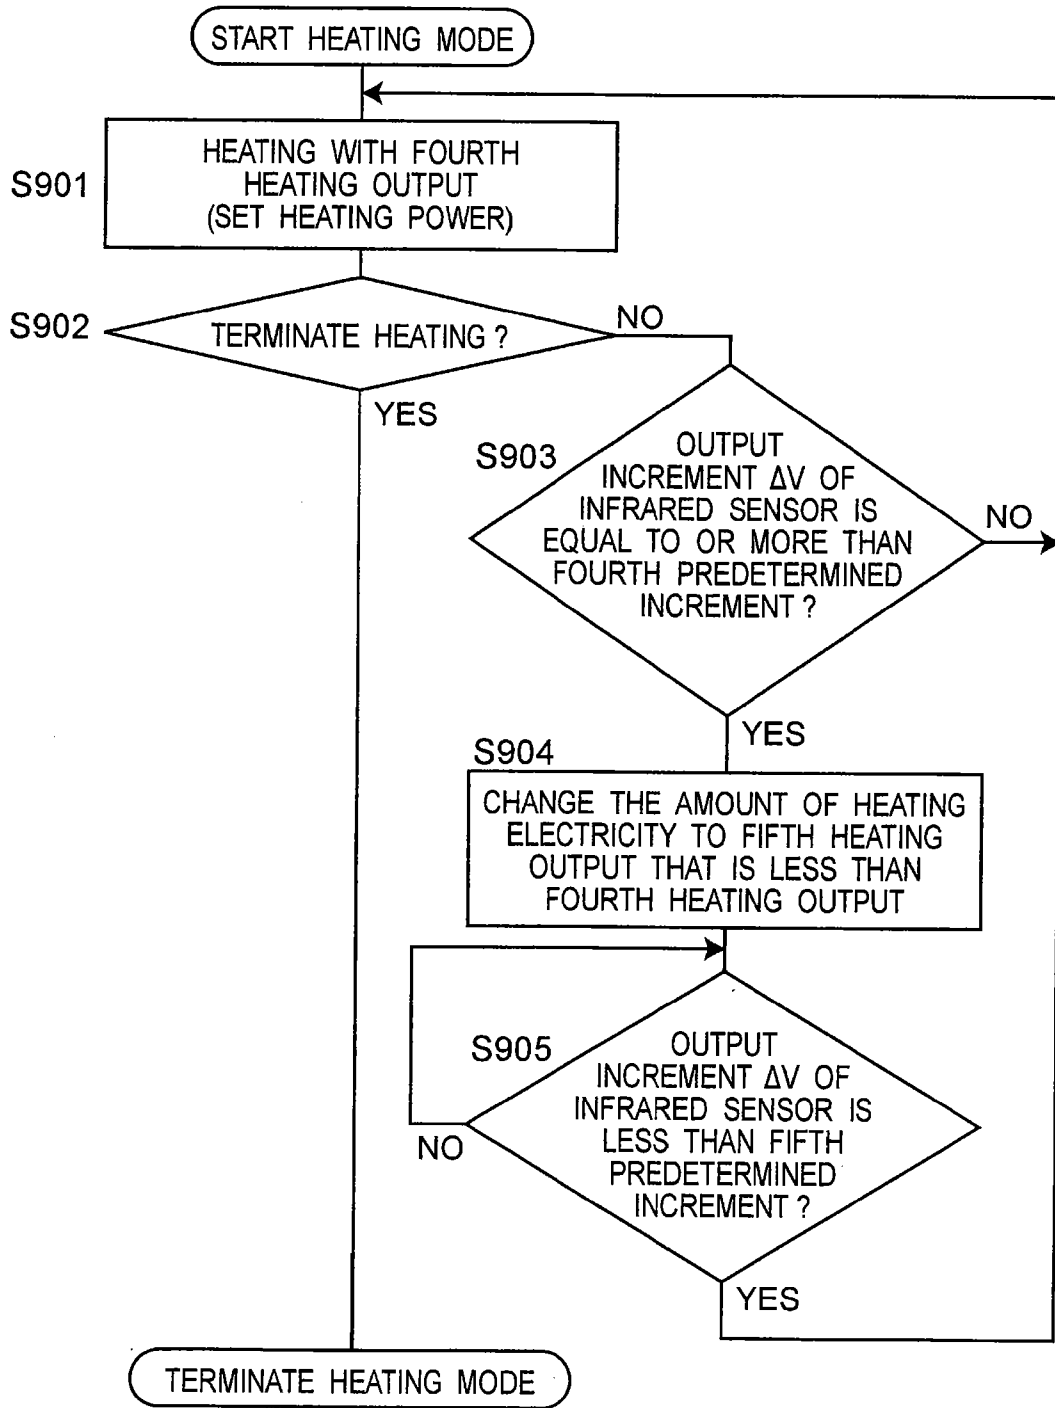 START HEATING MODE
S901
HEATING WITH FOURTH
HEATING OUTPUT
(SET HEATING POWER)
S902
TERMINATE HEATING ?
NO
YES
S903
OUTPUT
INCREMENT ΔV OF
INFRARED SENSOR IS
EQUAL TO OR MORE THAN
FOURTH PREDETERMINED
INCREMENT ?
NO
YES
S904
CHANGE THE AMOUNT OF HEATING
ELECTRICITY TO FIFTH HEATING
OUTPUT THAT IS LESS THAN
FOURTH HEATING OUTPUT
S905
OUTPUT
INCREMENT ΔV OF
INFRARED SENSOR IS
LESS THAN FIFTH
PREDETERMINED
INCREMENT ?
NO
YES
TERMINATE HEATING MODE